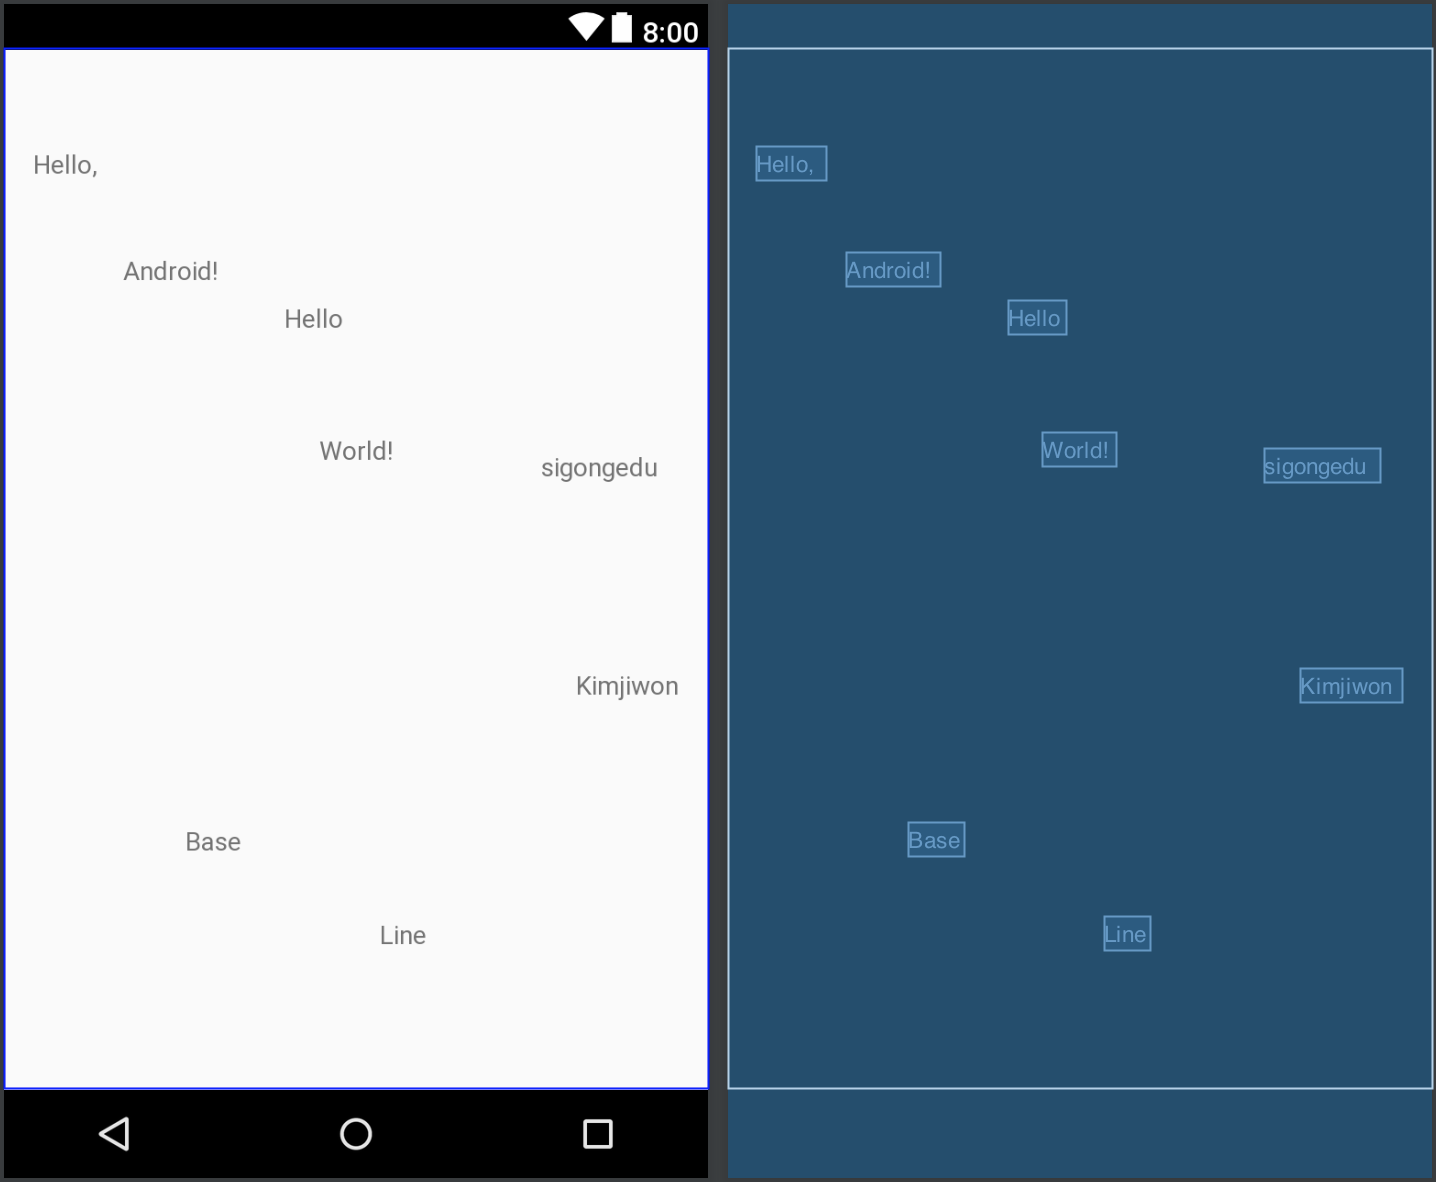 8:00
Hello,
Android!
Hello
World!
sigongedu
Kimjiwon
Base
Line
Hello,
Android!
Hello
World!
sigongedu
Kimjiwon
Base
Line